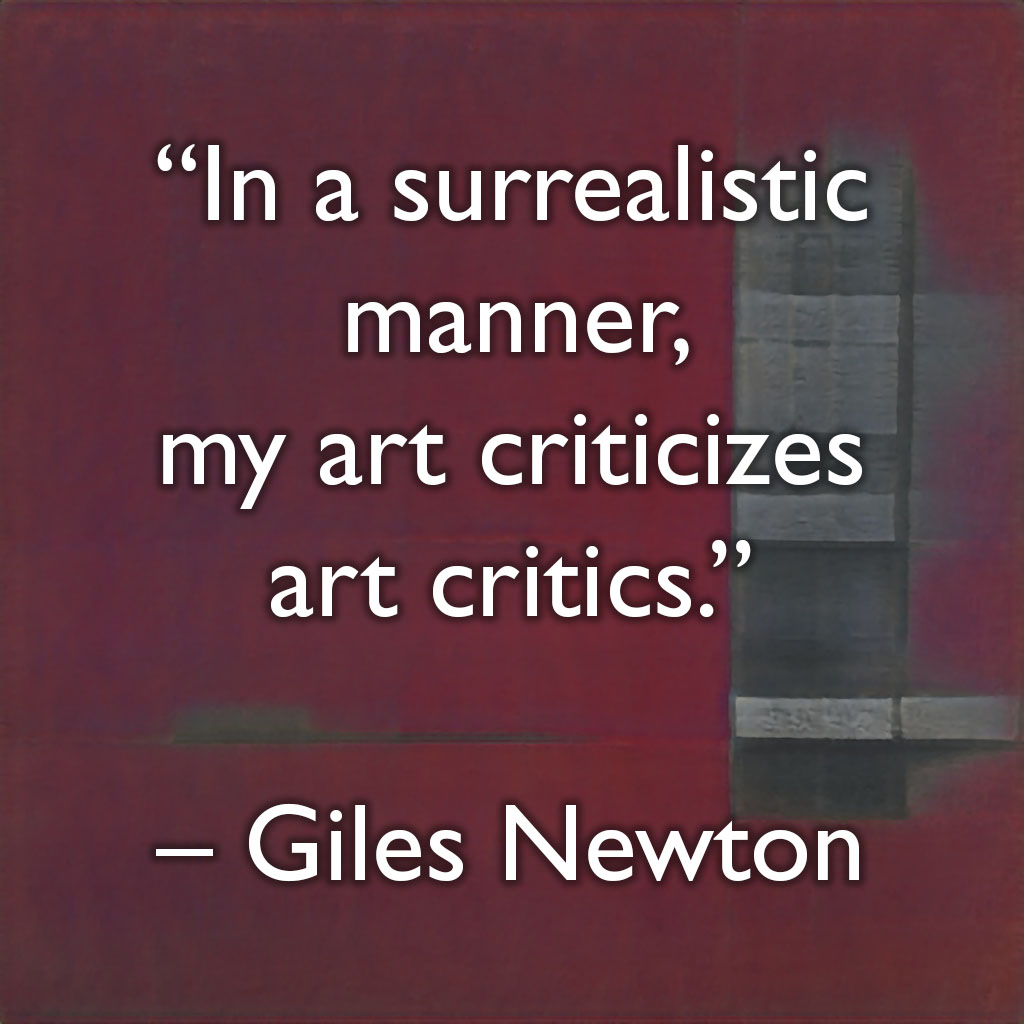 “In a surrealistic
manner,
my art criticizes
art critics.”
– Giles Newton